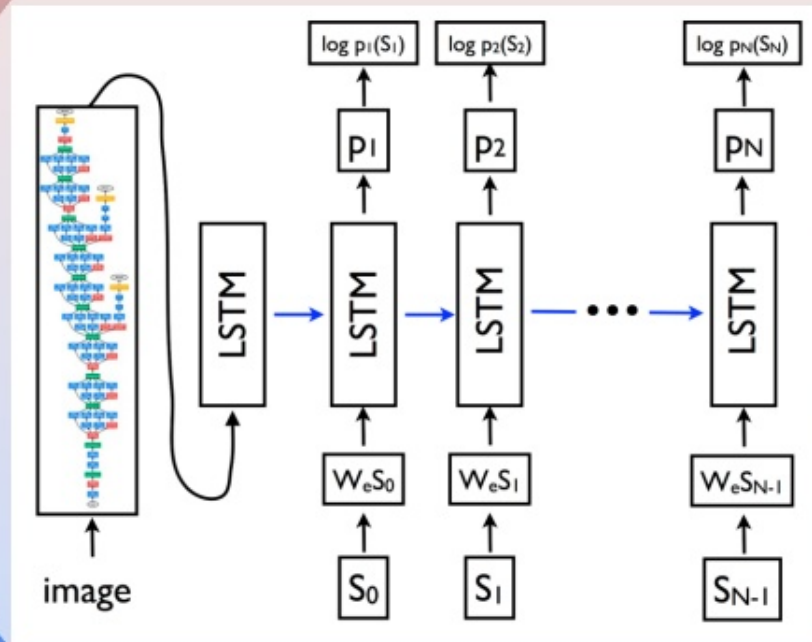 log p₁(S₁) log p₂(S₂) log pN(SN)
p₁ p₂ pN
LSTM LSTM LSTM ••• LSTM
WₑS₀ WₑS₁ WₑSN-1
image S₀ S₁ SN-1